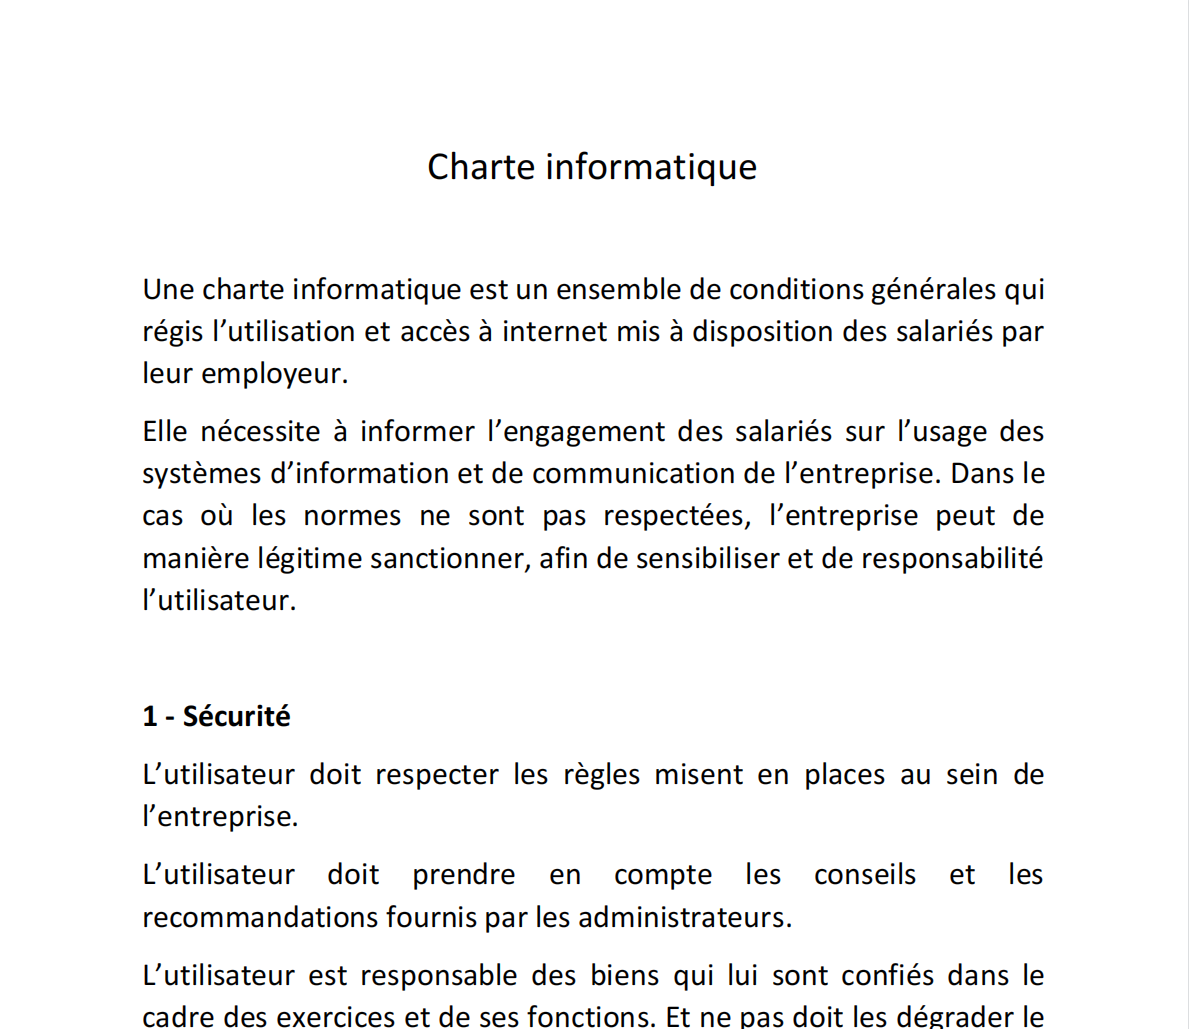 Charte informatique
Une charte informatique est un ensemble de conditions générales qui
régis l’utilisation et accès à internet mis à disposition des salariés par
leur employeur.
Elle nécessite à informer l’engagement des salariés sur l’usage des
systèmes d’information et de communication de l’entreprise. Dans le
cas où les normes ne sont pas respectées, l’entreprise peut de
manière légitime sanctionner, afin de sensibiliser et de responsabilité
l’utilisateur.
1 - Sécurité
L’utilisateur doit respecter les règles misent en places au sein de
l’entreprise.
L’utilisateur doit prendre en compte les conseils et les
recommandations fournis par les administrateurs.
L’utilisateur est responsable des biens qui lui sont confiés dans le
cadre des exercices et de ses fonctions. Et ne pas doit les dégrader le